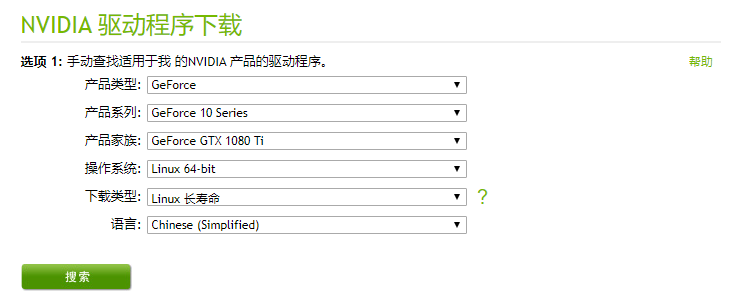 NVIDIA 驱动程序下载
选项 1: 手动查找适用于我 的NVIDIA 产品的驱动程序。 帮助
产品类型: GeForce
产品系列: GeForce 10 Series
产品家族: GeForce GTX 1080 Ti
操作系统: Linux 64-bit
下载类型: Linux 长寿命 ?
语言: Chinese (Simplified)
搜索